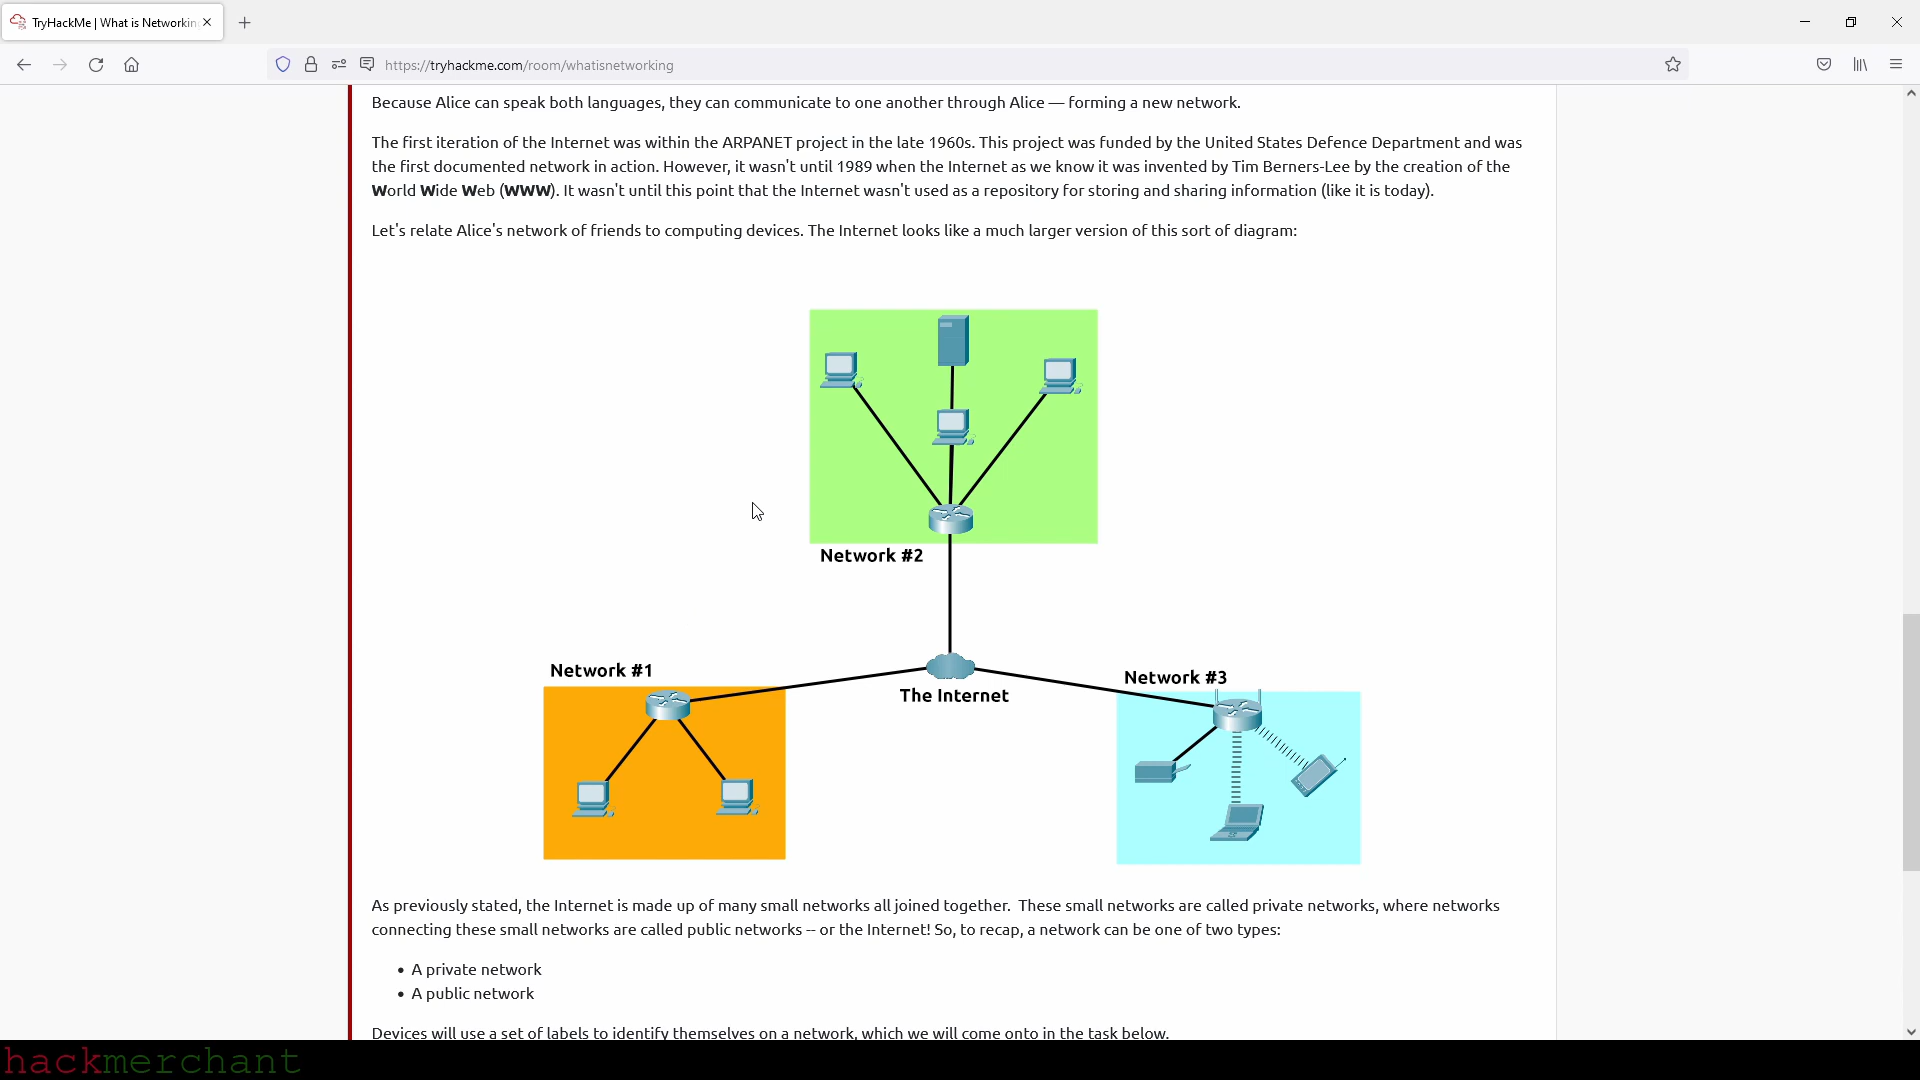 TryHackMe | What is Networkin
https://tryhackme.com/room/whatisnetworking
Because Alice can speak both languages, they can communicate to one another through Alice — forming a new network.
The first iteration of the Internet was within the ARPANET project in the late 1960s. This project was funded by the United States Defence Department and was
the first documented network in action. However, it wasn't until 1989 when the Internet as we know it was invented by Tim Berners-Lee by the creation of the
World Wide Web (WWW). It wasn't until this point that the Internet wasn't used as a repository for storing and sharing information (like it is today).
Let's relate Alice's network of friends to computing devices. The Internet looks like a much larger version of this sort of diagram:
Network #2
Network #1
The Internet
Network #3
As previously stated, the Internet is made up of many small networks all joined together.  These small networks are called private networks, where networks
connecting these small networks are called public networks -- or the Internet! So, to recap, a network can be one of two types:
• A private network
• A public network
Devices will use a set of labels to identify themselves on a network, which we will come onto in the task below.
hackmerchant